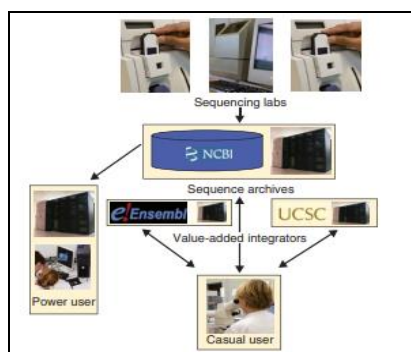 Sequencing labs
NCBI
Sequence archives
e!Ensembl
UCSC
Value-added integrators
Power user
Casual user